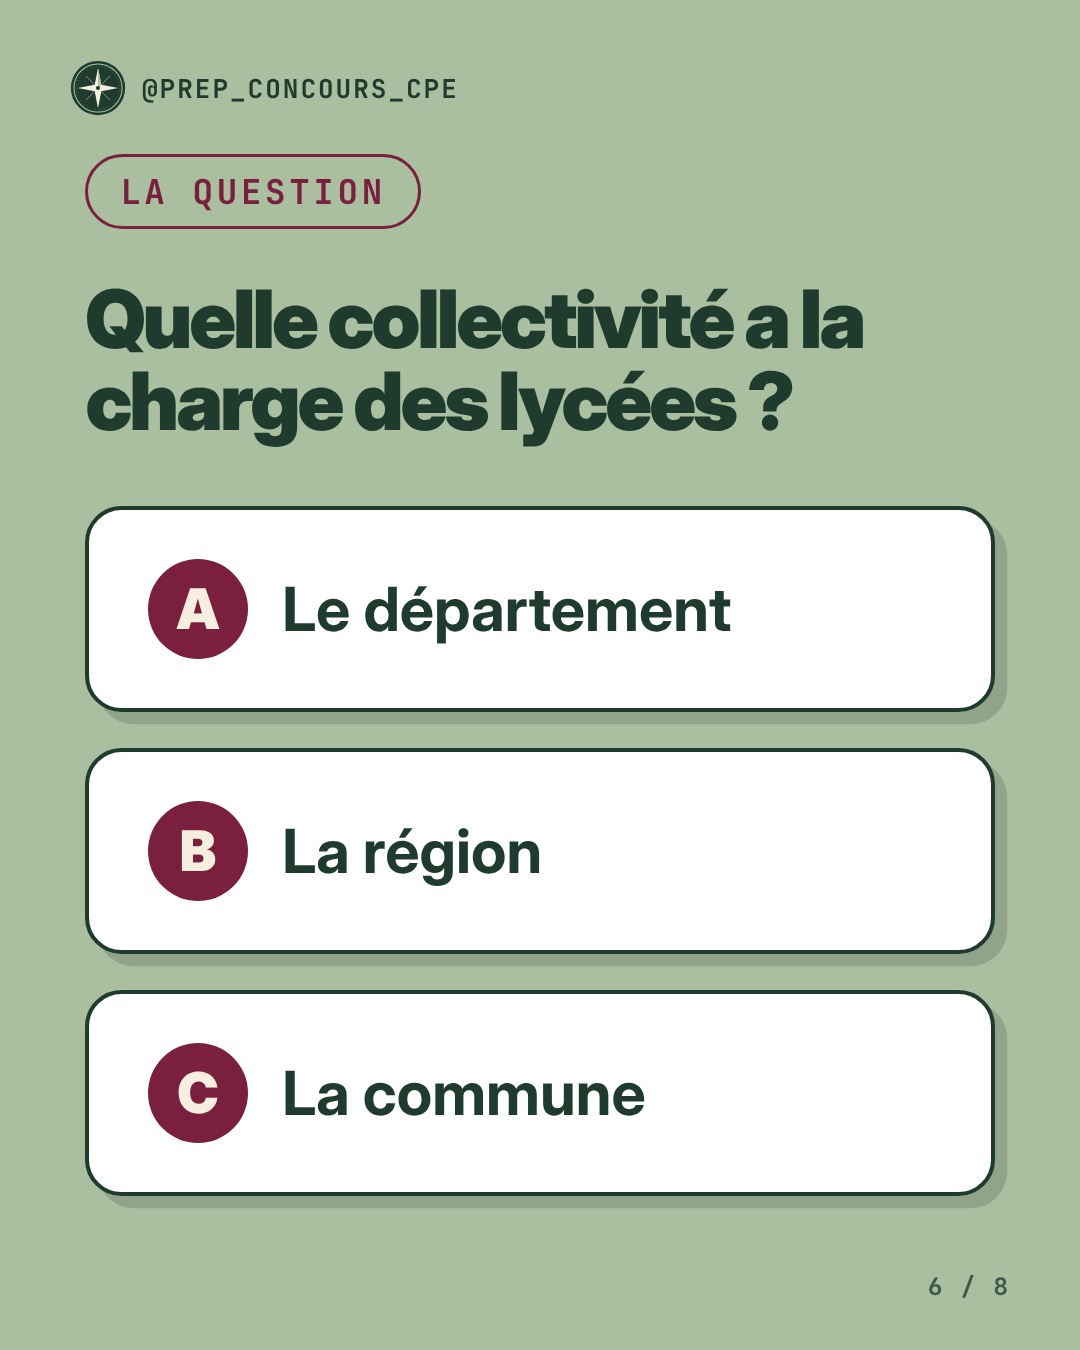 @PREP_CONCOURS_CPE
LA QUESTION
Quelle collectivité a la
charge des lycées ?
A Le département
B La région
C La commune
6 / 8